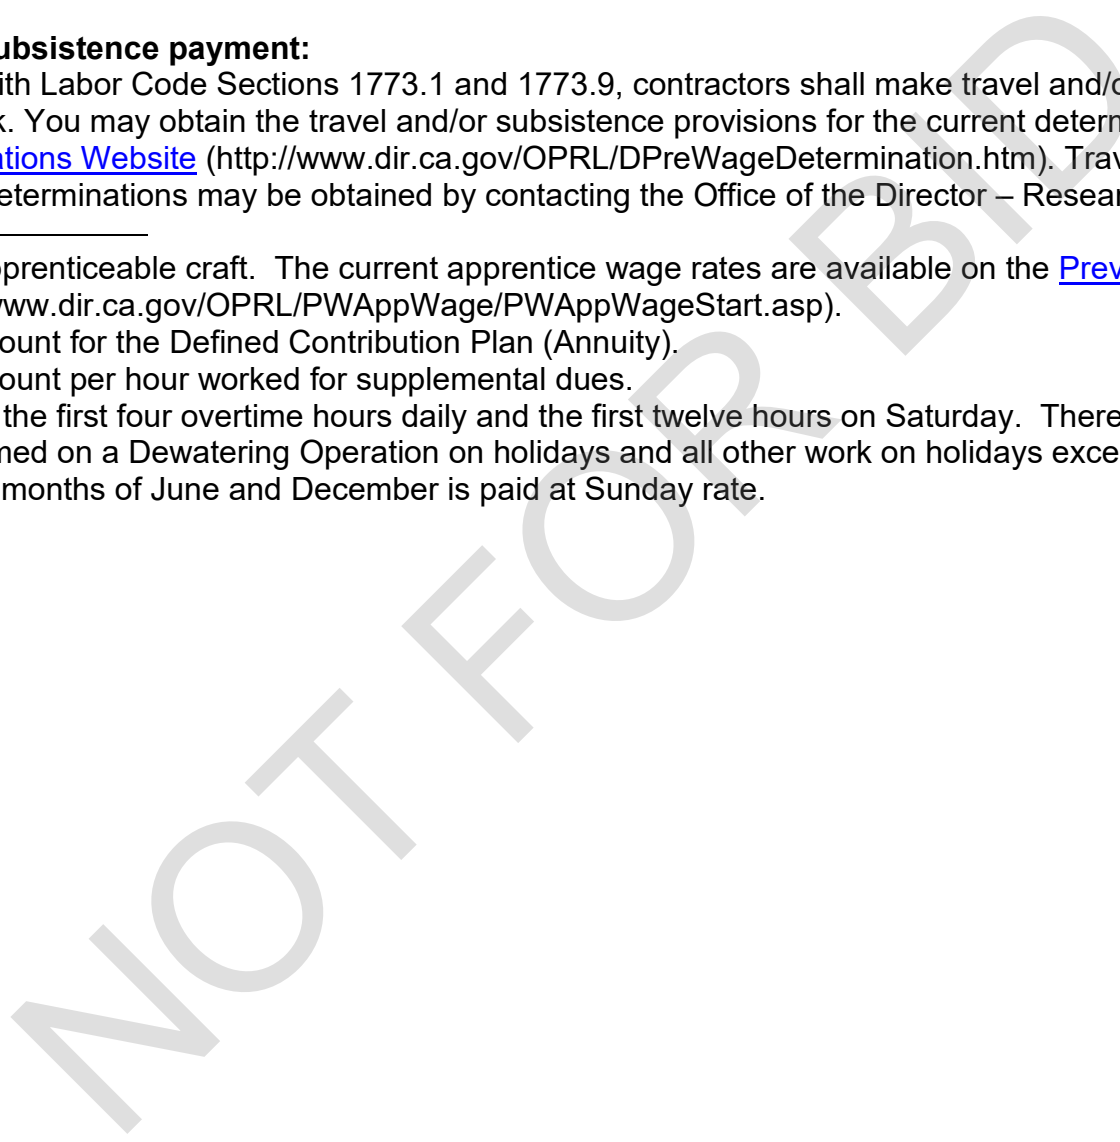 ubsistence payment:
ith Labor Code Sections 1773.1 and 1773.9, contractors shall make travel and/o
k. You may obtain the travel and/or subsistence provisions for the current determ
ations Website (http://www.dir.ca.gov/OPRL/DPreWageDetermination.htm). Trav
eterminations may be obtained by contacting the Office of the Director – Resear
pprenticeable craft.  The current apprentice wage rates are available on the Prev
www.dir.ca.gov/OPRL/PWAppWage/PWAppWageStart.asp).
ount for the Defined Contribution Plan (Annuity).
ount per hour worked for supplemental dues.
the first four overtime hours daily and the first twelve hours on Saturday.  There
med on a Dewatering Operation on holidays and all other work on holidays exce
months of June and December is paid at Sunday rate.
NOT FOR BID